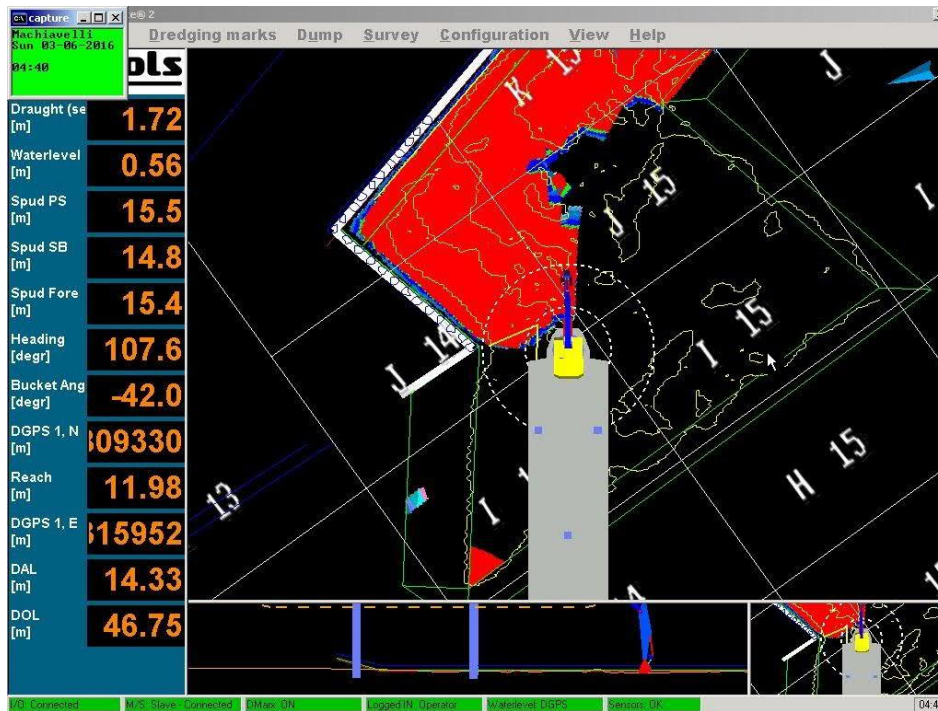 capture
te® 2
Machiavelli
Sun 03-06-2016
04:40
ols
Dredging marks Dump Survey Configuration View Help
Draught (se
[m]
1.72
Waterlevel
[m]
0.56
Spud PS
[m]
15.5
Spud SB
[m]
14.8
Spud Fore
[m]
15.4
Heading
[degr]
107.6
Bucket Ang
[degr]
-42.0
DGPS 1, N
[m]
309330
Reach
[m]
11.98
DGPS 1, E
[m]
315952
DAL
[m]
14.33
DOL
[m]
46.75
K 15
J
J 15
I
I 15
J 14
H 15
13
I 1
I/O: Connected
M/S: Slave - Connected
DMarx: ON
Logged IN: Operator
Waterlevel: DGPS
Sensors: OK
04:4